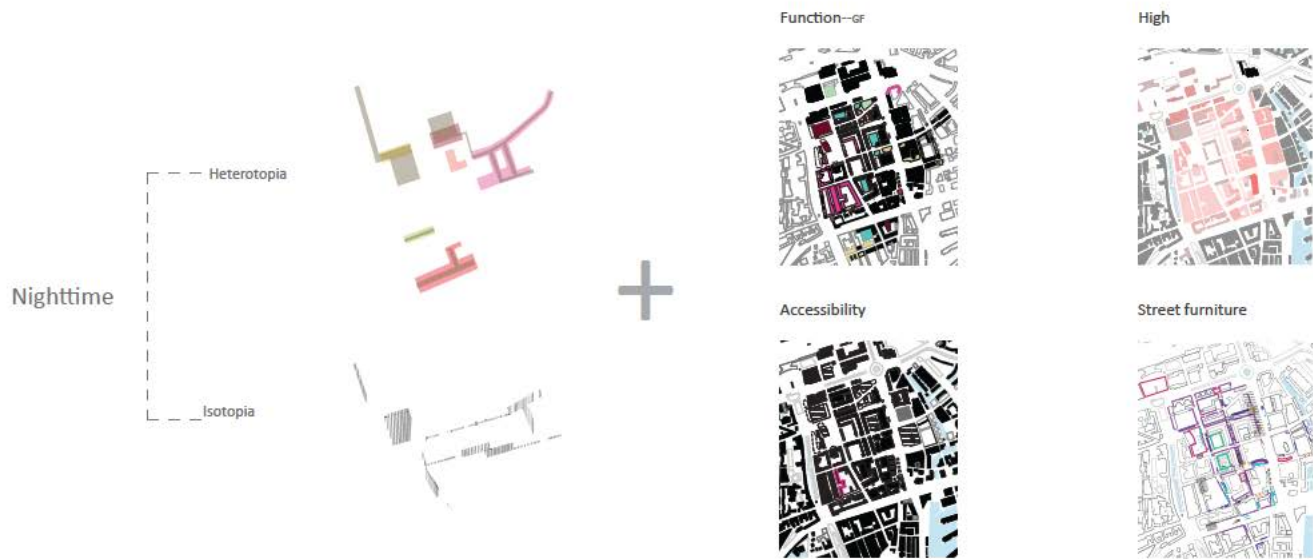 Function--GF
High
Heterotopia
Nighttime
Accessibility
Street furniture
Isotopia